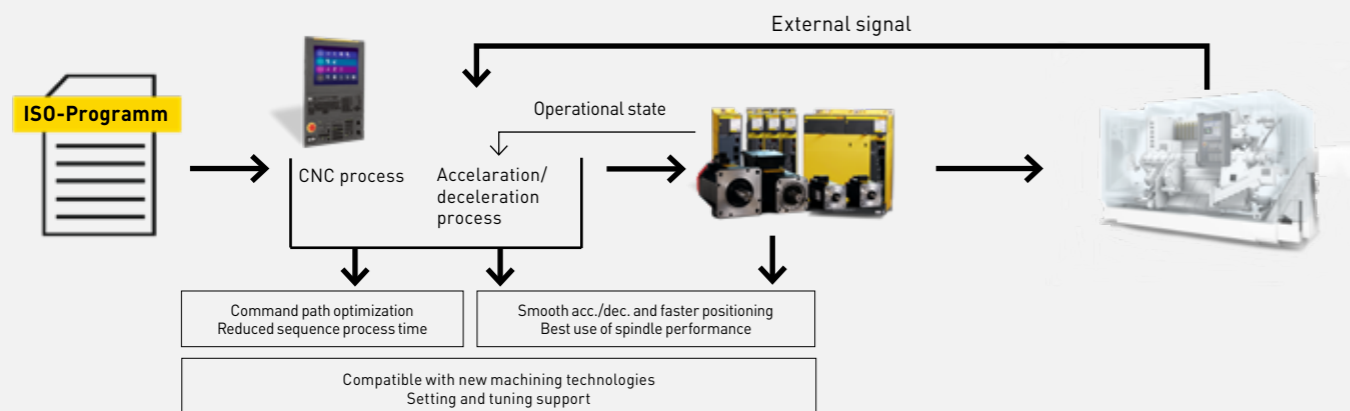 External signal
ISO-Programm
Operational state
CNC process
Accelaration/
deceleration
process
Command path optimization
Reduced sequence process time
Smooth acc./dec. and faster positioning
Best use of spindle performance
Compatible with new machining technologies
Setting and tuning support